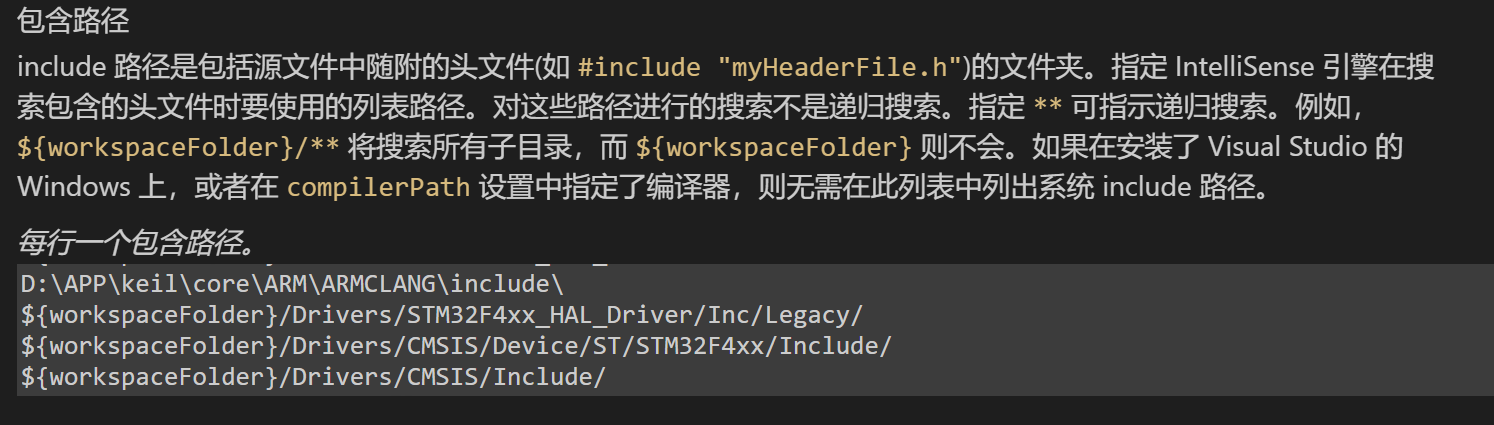 包含路径
include 路径是包括源文件中随附的头文件(如 #include "myHeaderFile.h")的文件夹。指定 IntelliSense 引擎在搜
索包含的头文件时要使用的列表路径。对这些路径进行的搜索不是递归搜索。指定 ** 可指示递归搜索。例如，
${workspaceFolder}/** 将搜索所有子目录，而 ${workspaceFolder} 则不会。如果在安装了 Visual Studio 的
Windows 上，或者在 compilerPath 设置中指定了编译器，则无需在此列表中列出系统 include 路径。
每行一个包含路径。
D:\APP\keil\core\ARM\ARMCLANG\include\
${workspaceFolder}/Drivers/STM32F4xx_HAL_Driver/Inc/Legacy/
${workspaceFolder}/Drivers/CMSIS/Device/ST/STM32F4xx/Include/
${workspaceFolder}/Drivers/CMSIS/Include/